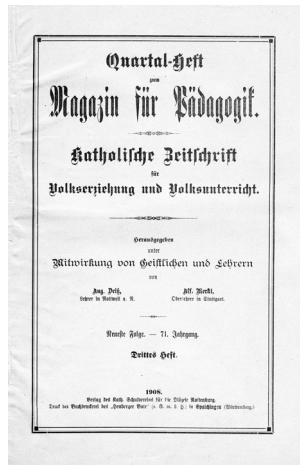 Quartal-Heft
zum
Magazin für Pädagogik.
Katholische Zeitschrift
für
Volkserziehung und Volksunterricht.
Herausgegeben
unter
Mitwirkung von Geistlichen und Lehrern
von
Aug. Deiß, Alf. Merkl,
Lehrer in Rottweil a. N. Oberlehrer in Stuttgart.
Neueste Folge. — 71. Jahrgang.
Drittes Heft.
1908.
Verlag des Kath. Schulvereins für die Diözese Rottenburg.
Druck der Buchdruckerei des „Heuberger Bote“ (e. G. m. b. H.) in Spaichingen (Württemberg.)